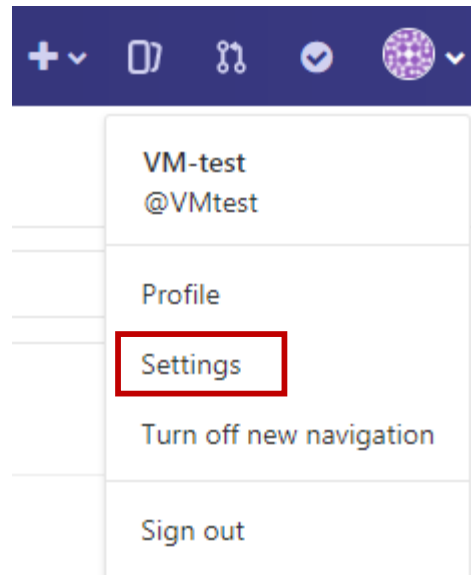 VM-test
@VMtest
Profile
Settings
Turn off new navigation
Sign out